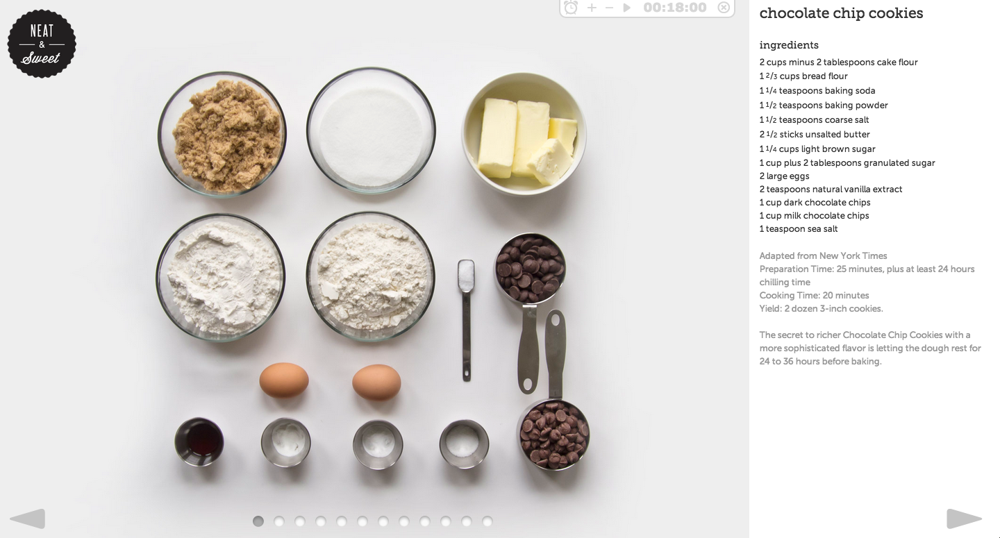 NEAT
&
Sweet
00:18:00
chocolate chip cookies
ingredients
2 cups minus 2 tablespoons cake flour
1 2/3 cups bread flour
1 1/4 teaspoons baking soda
1 1/2 teaspoons baking powder
1 1/2 teaspoons coarse salt
2 1/2 sticks unsalted butter
1 1/4 cups light brown sugar
1 cup plus 2 tablespoons granulated sugar
2 large eggs
2 teaspoons natural vanilla extract
1 cup dark chocolate chips
1 cup milk chocolate chips
1 teaspoon sea salt
Adapted from New York Times
Preparation Time: 25 minutes, plus at least 24 hours
chilling time
Cooking Time: 20 minutes
Yield: 2 dozen 3-inch cookies.
The secret to richer Chocolate Chip Cookies with a
more sophisticated flavor is letting the dough rest for
24 to 36 hours before baking.